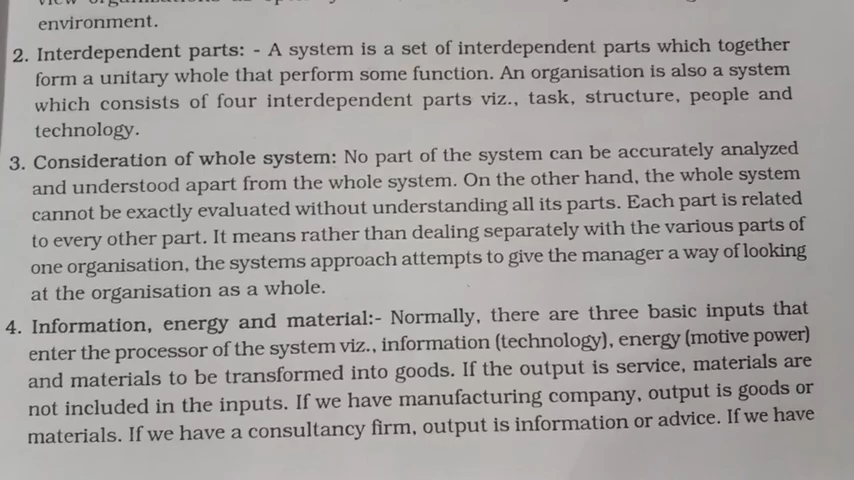 environment.
2. Interdependent parts: - A system is a set of interdependent parts which together
form a unitary whole that perform some function. An organisation is also a system
which consists of four interdependent parts viz., task, structure, people and
technology.
3. Consideration of whole system: No part of the system can be accurately analyzed
and understood apart from the whole system. On the other hand, the whole system
cannot be exactly evaluated without understanding all its parts. Each part is related
to every other part. It means rather than dealing separately with the various parts of
one organisation, the systems approach attempts to give the manager a way of looking
at the organisation as a whole.
4. Information, energy and material:- Normally, there are three basic inputs that
enter the processor of the system viz., information (technology), energy (motive power)
and materials to be transformed into goods. If the output is service, materials are
not included in the inputs. If we have manufacturing company, output is goods or
materials. If we have a consultancy firm, output is information or advice. If we have